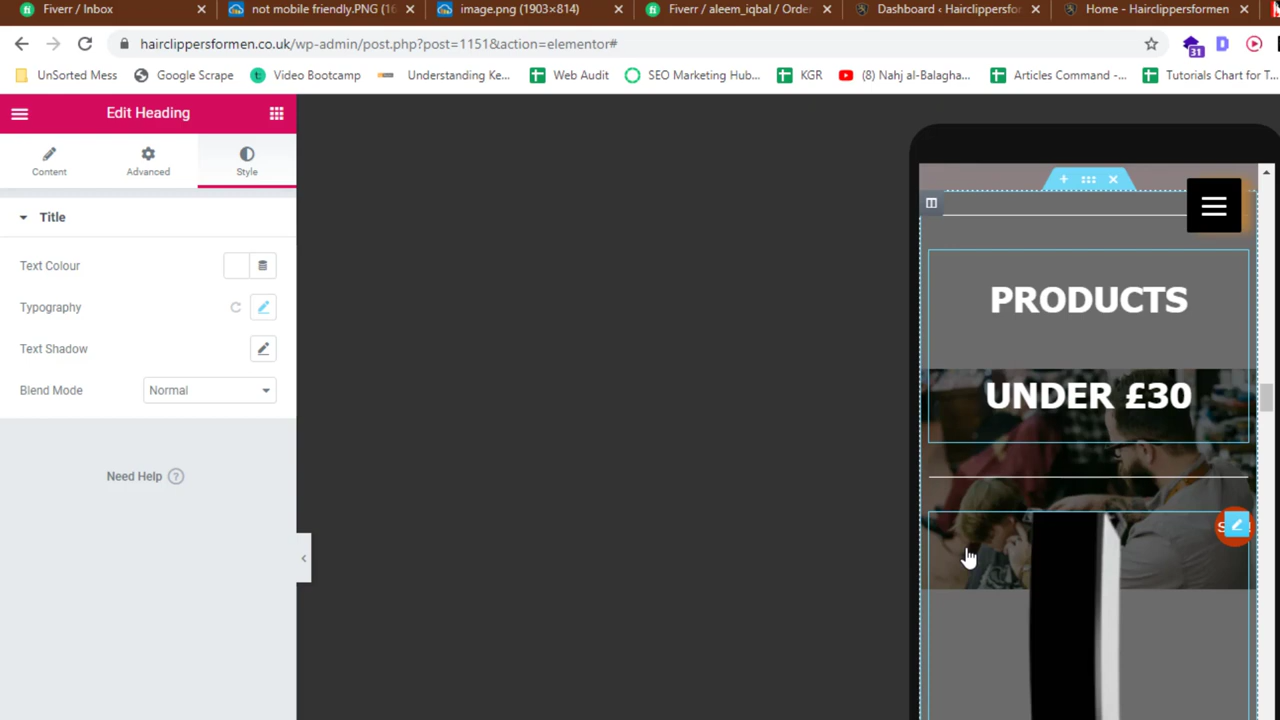 Fiverr / Inbox
not mobile friendly.PNG (16
image.png (1903×814)
Fiverr / aleem_iqbal / Order
Dashboard ‹ Hairclippersfor
Home - Hairclippersformen
hairclippersformen.co.uk/wp-admin/post.php?post=1151&action=elementor#
31
UnSorted Mess
Google Scrape
Video Bootcamp
Understanding Ke...
Web Audit
SEO Marketing Hub...
KGR
(8) Nahj al-Balagha...
Articles Command -...
Tutorials Chart for T...
Edit Heading
Content
Advanced
Style
Title
Text Colour
Typography
Text Shadow
Blend Mode
Normal
Need Help ?
PRODUCTS
UNDER £30